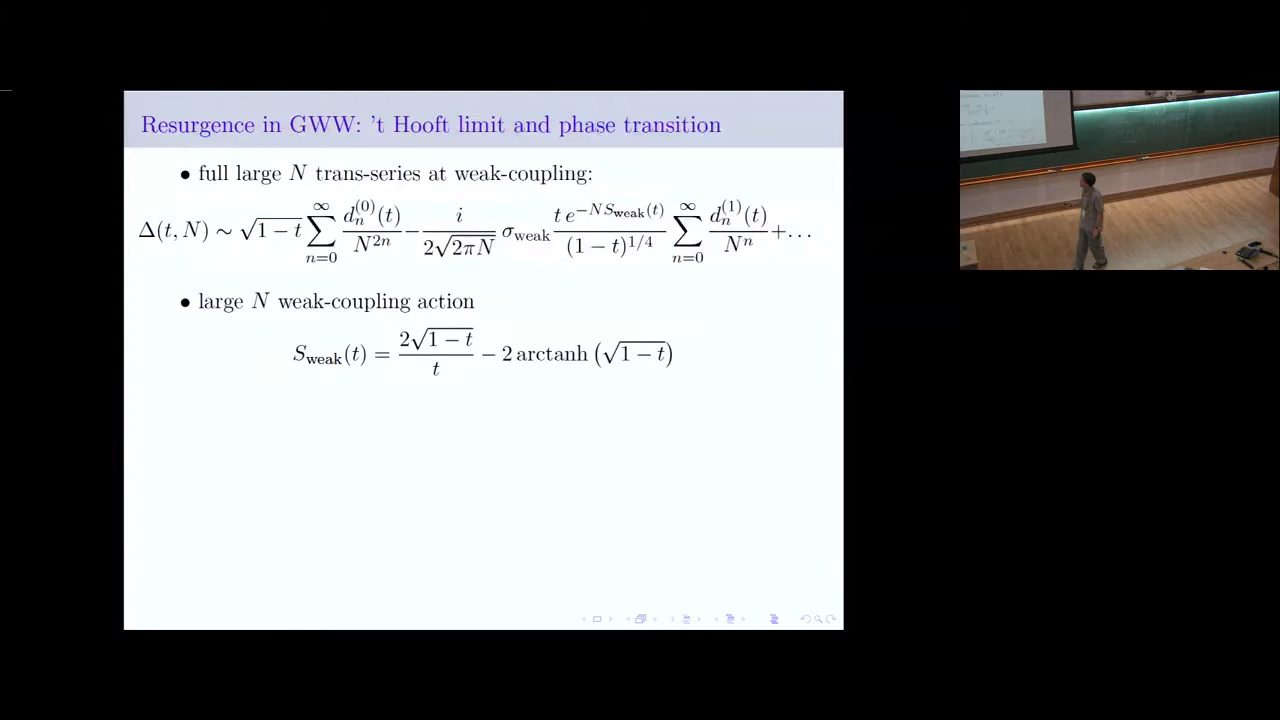 Resurgence in GWW: 't Hooft limit and phase transition
• full large N trans-series at weak-coupling:
Δ(t, N) ∼ √(1−t) ∑_{n=0}^{∞} d_n^{(0)}(t)/N^{2n} − i/(2√(2πN)) σ_weak t e^{−N S_weak(t)}/(1−t)^{1/4} ∑_{n=0}^{∞} d_n^{(1)}(t)/N^n + …
• large N weak-coupling action
S_weak(t) = 2√(1−t)/t − 2 arctanh (√(1−t))